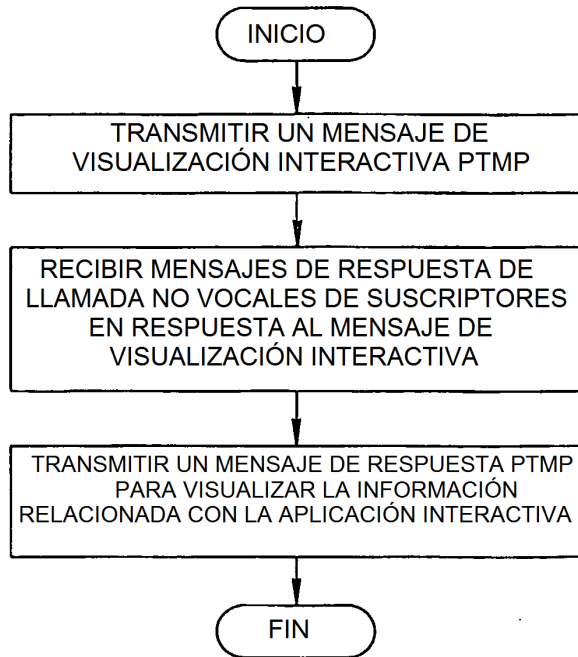 INICIO
TRANSMITIR UN MENSAJE DE
VISUALIZACIÓN INTERACTIVA PTMP
RECIBIR MENSAJES DE RESPUESTA DE
LLAMADA NO VOCALES DE SUSCRIPTORES
EN RESPUESTA AL MENSAJE DE
VISUALIZACIÓN INTERACTIVA
TRANSMITIR UN MENSAJE DE RESPUESTA PTMP
PARA VISUALIZAR LA INFORMACIÓN
RELACIONADA CON LA APLICACIÓN INTERACTIVA
FIN